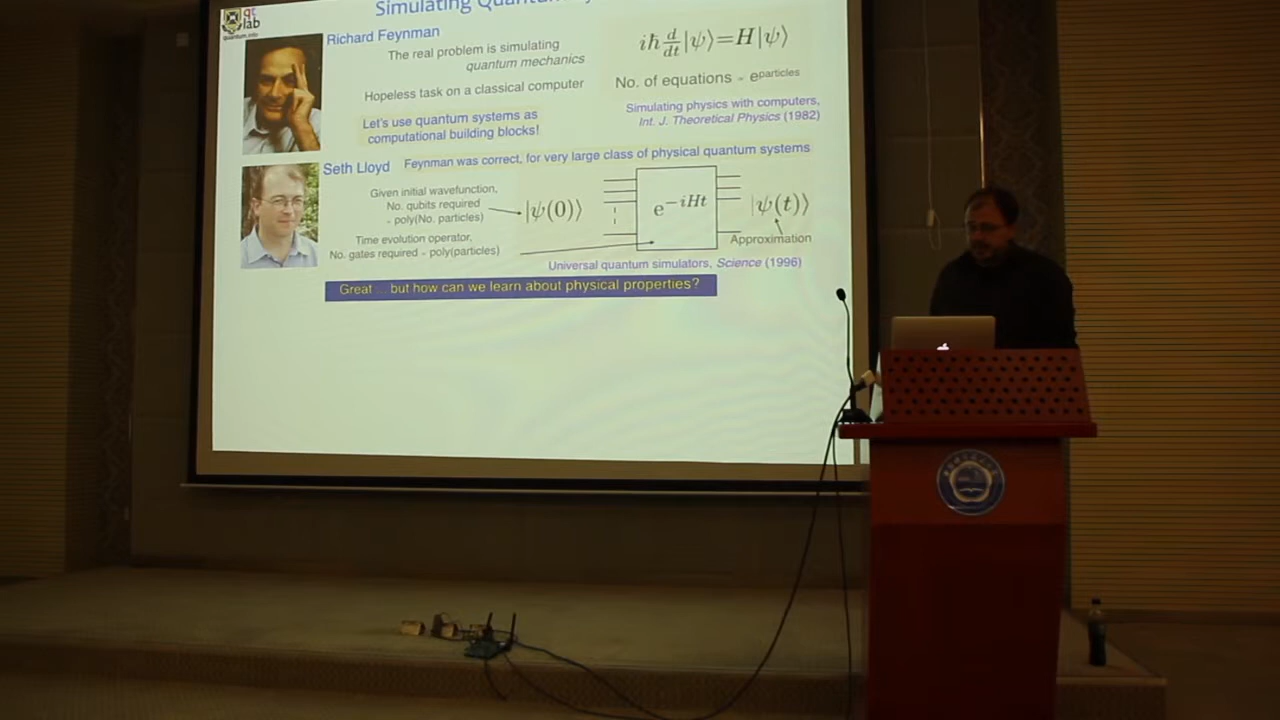 Simulating
qt
lab
quantum.info
Richard Feynman
The real problem is simulating
quantum mechanics
Hopeless task on a classical computer
Let's use quantum systems as
computational building blocks!
iħ d/dt |ψ⟩=H|ψ⟩
No. of equations ~ e^particles
Simulating physics with computers,
Int. J. Theoretical Physics (1982)
Seth Lloyd
Feynman was correct, for very large class of physical quantum systems
Given initial wavefunction,
No. qubits required
~ poly(No. particles)
|ψ(0)⟩
e^−iHt
|ψ(t)⟩
Approximation
Time evolution operator,
No. gates required ~ poly(particles)
Universal quantum simulators, Science (1996)
Great ... but how can we learn about physical properties?